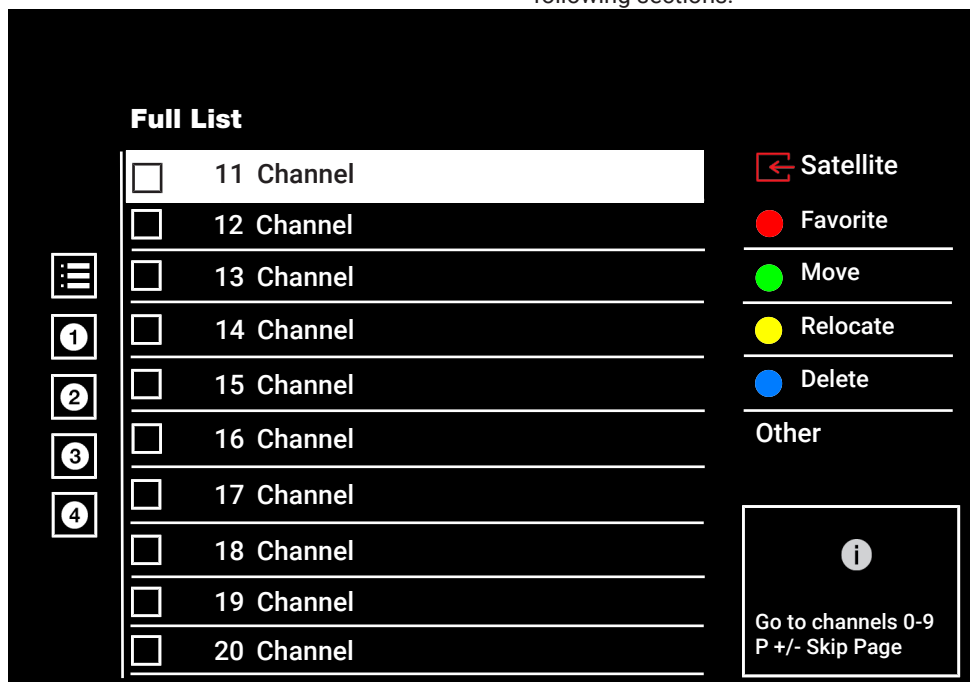 following sections:
Full List
11 Channel
12 Channel
13 Channel
14 Channel
15 Channel
16 Channel
17 Channel
18 Channel
19 Channel
20 Channel
1
2
3
4
Satellite
Favorite
Move
Relocate
Delete
Other
i
Go to channels 0-9
P +/- Skip Page